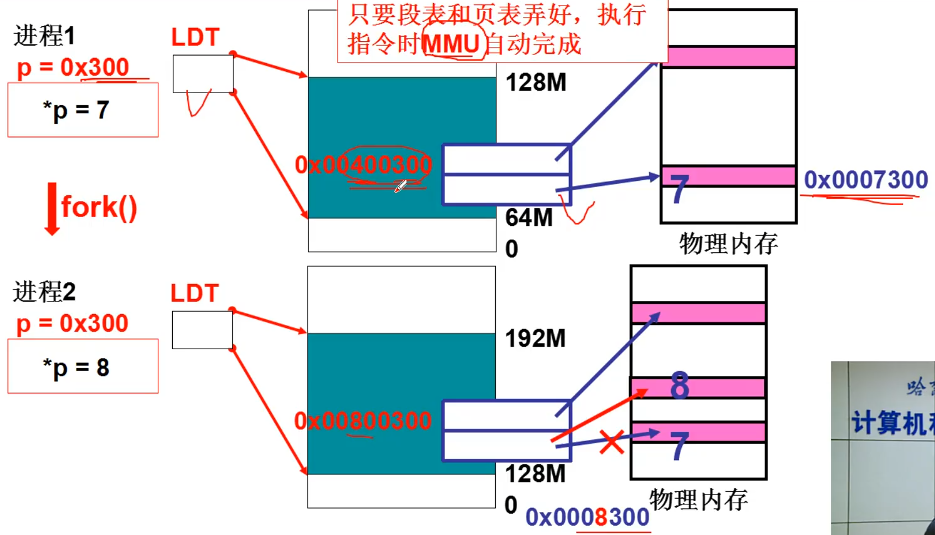 只要段表和页表弄好，执行
指令时MMU自动完成
进程1
p = 0x300
*p = 7
LDT
128M
0x00400300
64M
0
7
0x0007300
物理内存
fork()
进程2
p = 0x300
*p = 8
LDT
192M
0x00800300
128M
0
8
7
物理内存
0x0008300
计算机